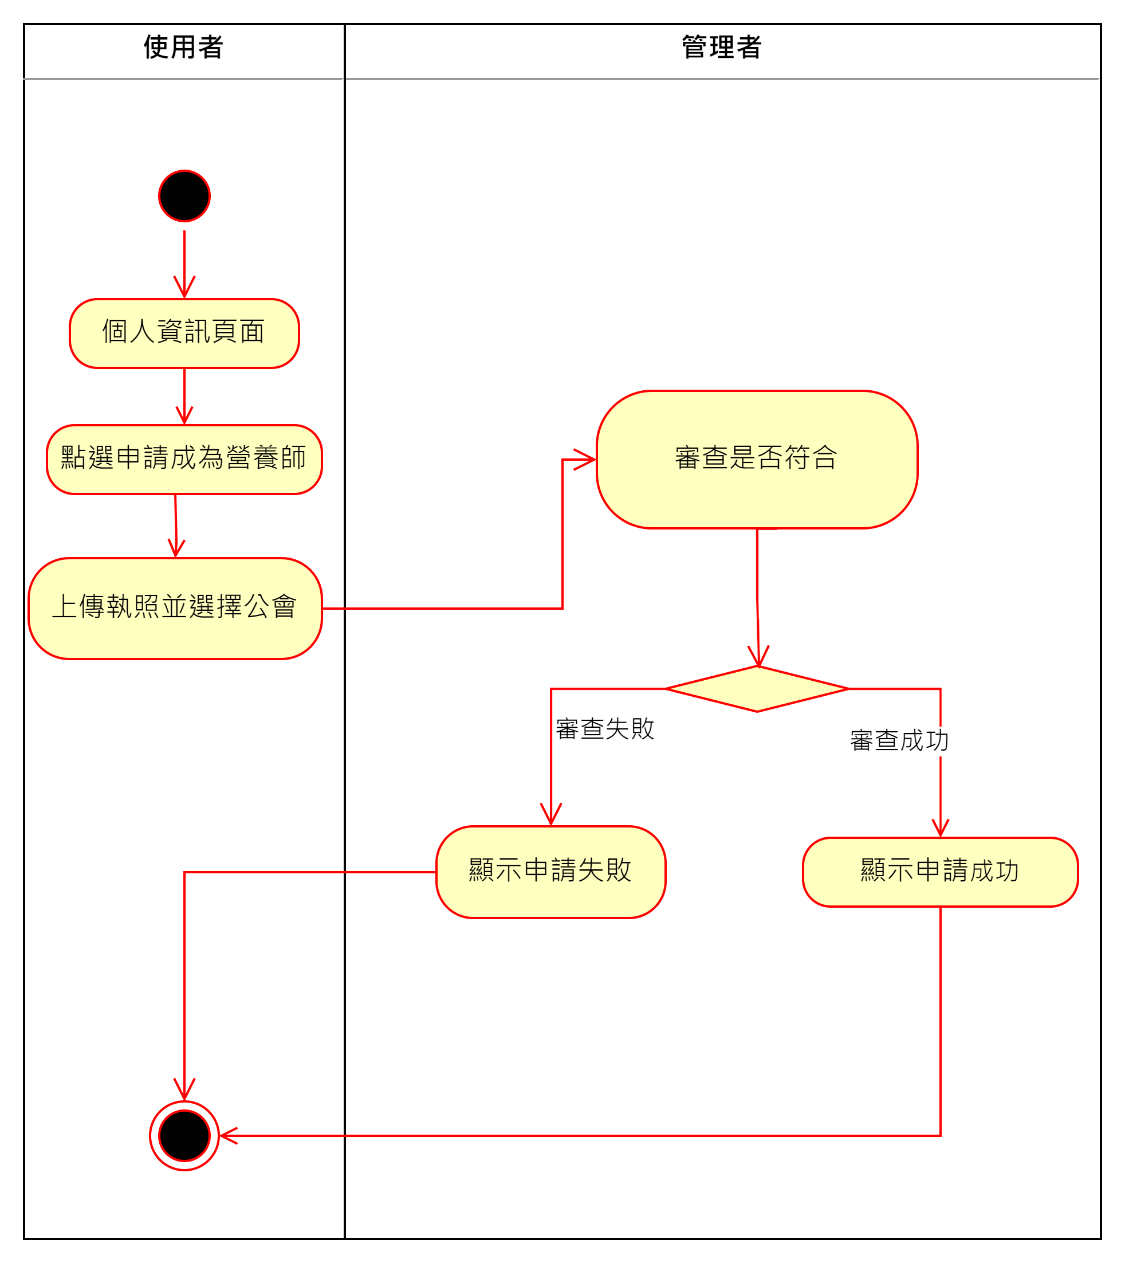 使用者
管理者
個人資訊頁面
點選申請成為營養師
審查是否符合
上傳執照並選擇公會
審查失敗
審查成功
顯示申請失敗
顯示申請成功